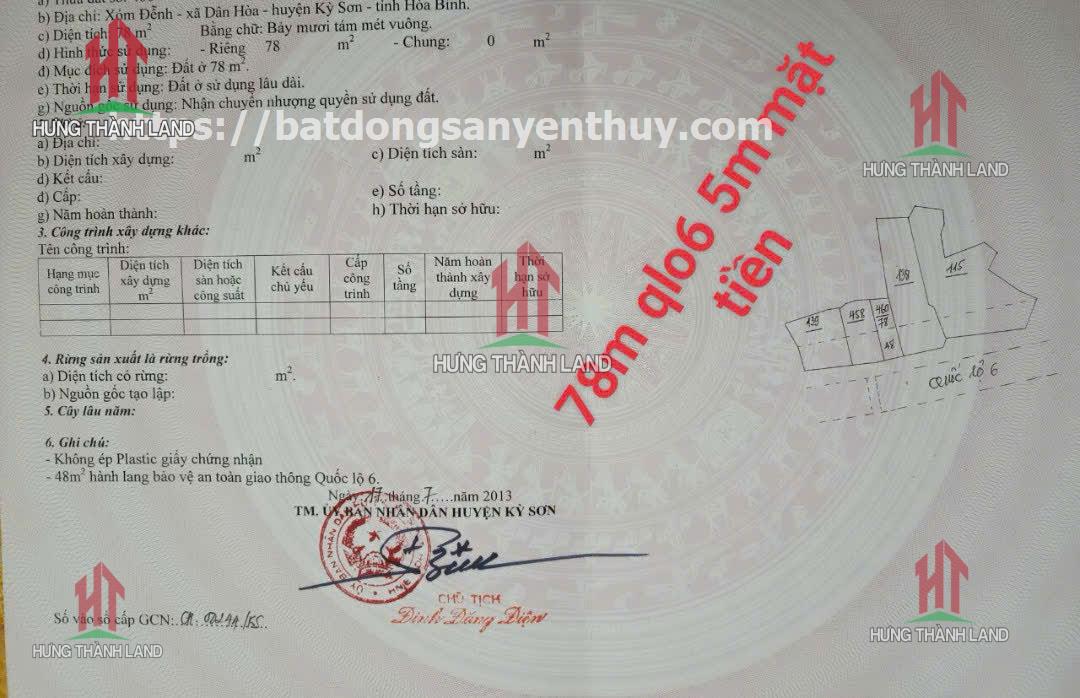 b) Địa chỉ: Xóm Đễnh - xã Dân Hòa - huyện Kỳ Sơn - tỉnh Hòa Bình.
c) Diện tích: m² Bằng chữ: Bảy mươi tám mét vuông.
d) Hình thức sử dụng: - Riêng 78 m² - Chung: 0 m²
đ) Mục đích sử dụng: Đất ở 78 m².
e) Thời hạn sử dụng: Đất ở sử dụng lâu dài.
g) Nguồn gốc sử dụng: Nhận chuyển nhượng quyền sử dụng đất.
https://batdongsanyenthuy.com
HƯNG THÀNH LAND
HƯNG THÀNH LAND
a) Địa chỉ:
b) Diện tích xây dựng: m² c) Diện tích sàn: m²
d) Kết cấu:
đ) Cấp: e) Số tầng:
g) Năm hoàn thành: h) Thời hạn sở hữu:
3. Công trình xây dựng khác:
Tên công trình:
Hạng mục công trình
Diện tích xây dựng m²
Diện tích sàn hoặc công suất
Kết cấu chủ yếu
Cấp công trình
Số tầng
Năm hoàn thành xây dựng
Thời hạn sở hữu
HƯNG THÀNH LAND
78m qlo6 5m mặt
tiền
115
458
460
78
48
Quốc lộ 6
4. Rừng sản xuất là rừng trồng:
a) Diện tích có rừng: m².
b) Nguồn gốc tạo lập:
5. Cây lâu năm:
6. Ghi chú:
- Không ép Plastic giấy chứng nhận
- 48m² hành lang bảo vệ an toàn giao thông Quốc lộ 6.
Ngày 17 tháng 7 .... năm 2013
TM. ỦY BAN NHÂN DÂN HUYỆN KỲ SƠN
CHỦ TỊCH
Đinh Đăng Điện
Số vào sổ cấp GCN:
HƯNG THÀNH LAND
HƯNG THÀNH LAND